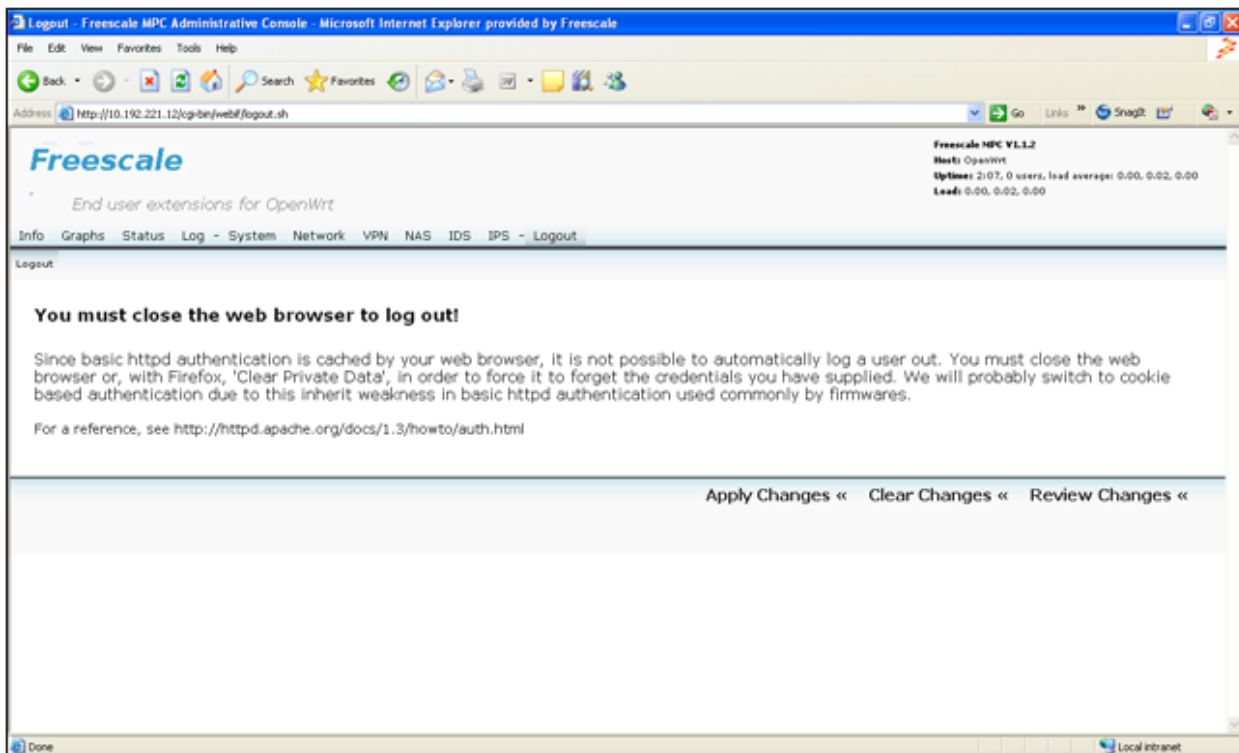 Logout - Freescale MPC Administrative Console - Microsoft Internet Explorer provided by Freescale
File Edit View Favorites Tools Help
Back Search Favorites
Address http://10.192.221.12/cgi-bin/webif/logout.sh Go Links » SnagIt
Freescale
End user extensions for OpenWrt
Freescale MPC V1.1.2
Host: OpenWrt
Uptime: 2:07, 0 users, load average: 0.00, 0.02, 0.00
Load: 0.00, 0.02, 0.00
Info Graphs Status Log - System Network VPN NAS IDS IPS - Logout
Logout
You must close the web browser to log out!
Since basic httpd authentication is cached by your web browser, it is not possible to automatically log a user out. You must close the web
browser or, with Firefox, 'Clear Private Data', in order to force it to forget the credentials you have supplied. We will probably switch to cookie
based authentication due to this inherit weakness in basic httpd authentication used commonly by firmwares.
For a reference, see http://httpd.apache.org/docs/1.3/howto/auth.html
Apply Changes « Clear Changes « Review Changes «
Done Local intranet